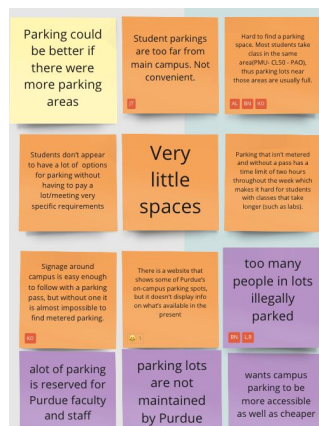 Parking could
be better if
there were
more parking
areas
Student parkings
are too far from
main campus. Not
convenient.
JT
Hard to find a parking
space. Most students take
class in the same
area(PMU- CL50 - PAO),
thus parking lots near
those areas are usually full.
AL BN KO
Students don't appear
to have a lot of options
for parking without
having to pay a
lot/meeting very
specific requirements
Very
little
spaces
Parking that isn't metered
and without a pass has a
time limit of two hours
throughout the week which
makes it hard for students
with classes that take
longer (such as labs).
Signage around
campus is easy enough
to follow with a parking
pass, but without one it
is almost impossible to
find metered parking.
KO
There is a website that
shows some of Purdue's
on-campus parking spots,
but it doesn't display info
on what's available in the
present
too many
people in lots
illegally
parked
BN LR
alot of parking
is reserved for
Purdue faculty
and staff
parking lots
are not
maintained
by Purdue
wants campus
parking to be
more accessible
as well as cheaper